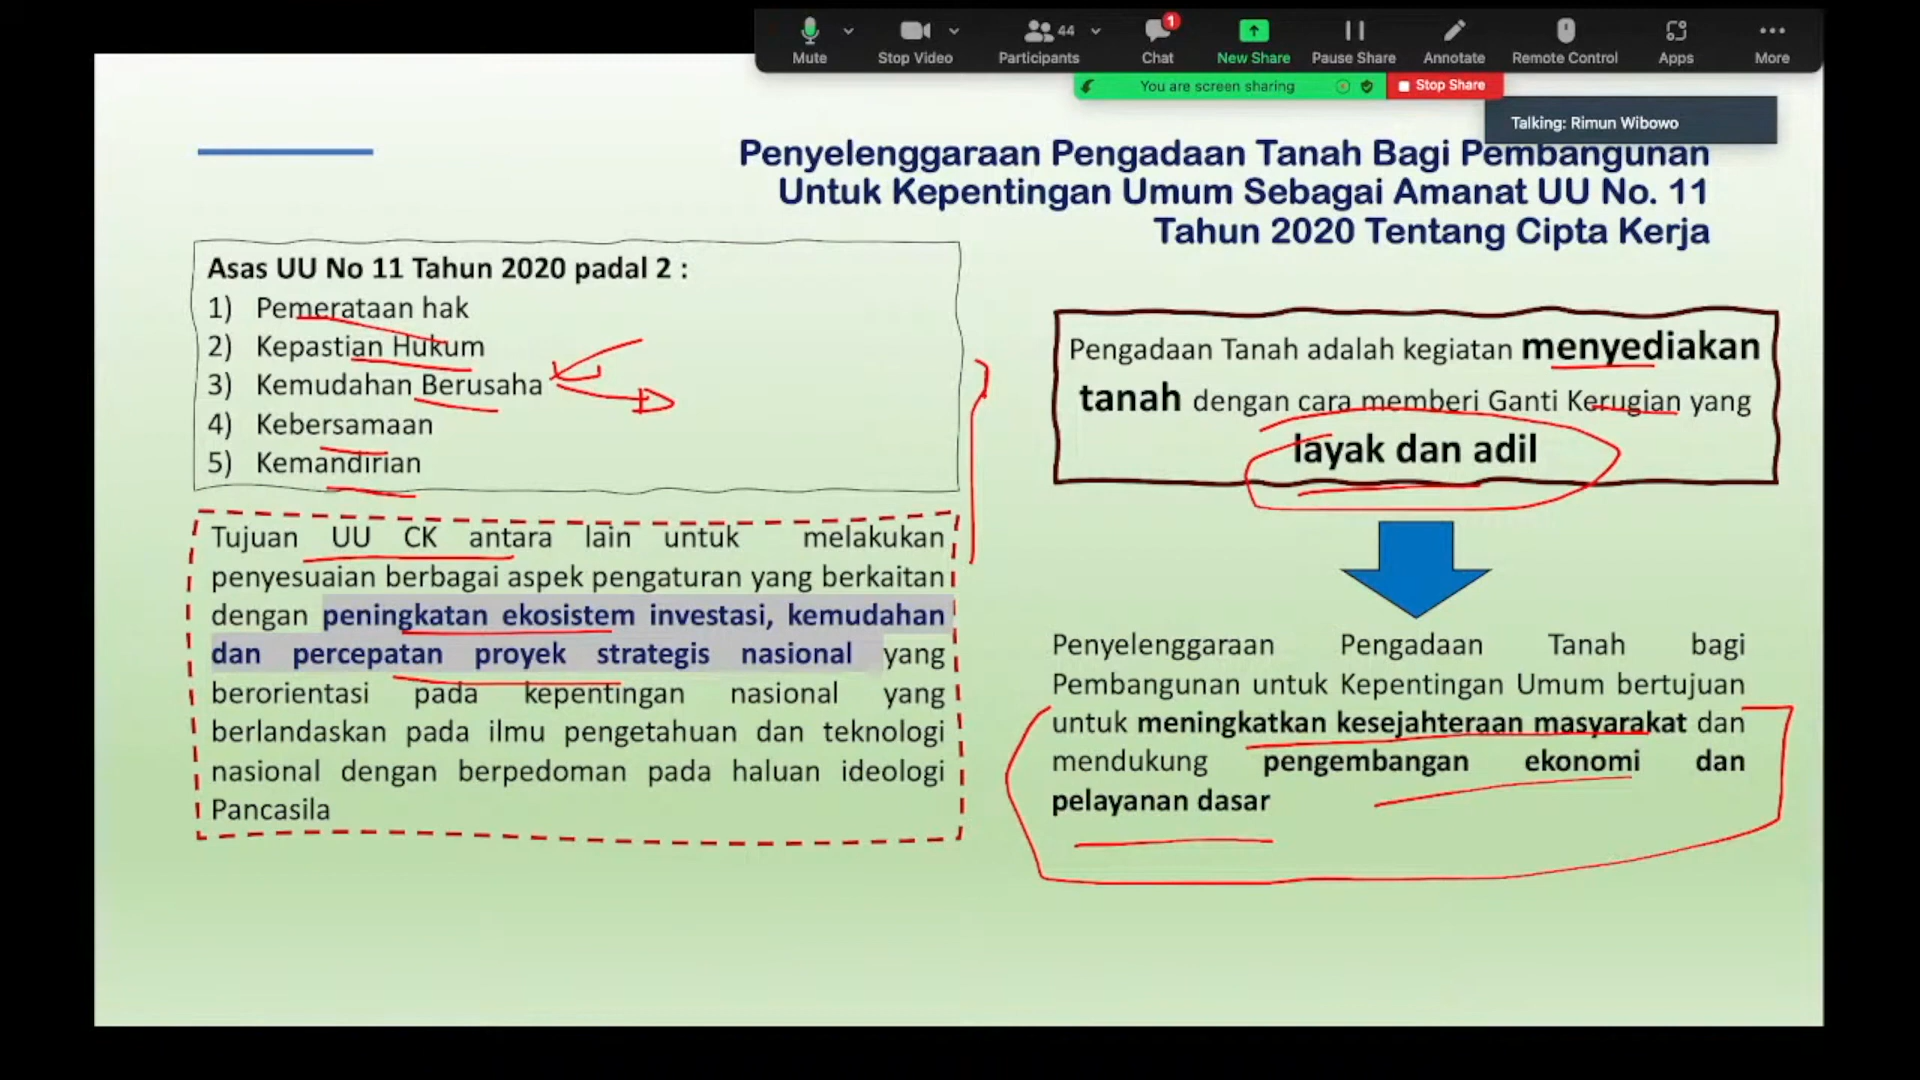 Mute
Stop Video
44
Participants
1
Chat
New Share
Pause Share
Annotate
Remote Control
Apps
More
You are screen sharing
Stop Share
Talking: Rimun Wibowo
Penyelenggaraan Pengadaan Tanah Bagi Pembangunan
Untuk Kepentingan Umum Sebagai Amanat UU No. 11
Tahun 2020 Tentang Cipta Kerja
Asas UU No 11 Tahun 2020 padal 2 :
1) Pemerataan hak
2) Kepastian Hukum
3) Kemudahan Berusaha
4) Kebersamaan
5) Kemandirian
Tujuan UU CK antara lain untuk melakukan
penyesuaian berbagai aspek pengaturan yang berkaitan
dengan peningkatan ekosistem investasi, kemudahan
dan percepatan proyek strategis nasional yang
berorientasi pada kepentingan nasional yang
berlandaskan pada ilmu pengetahuan dan teknologi
nasional dengan berpedoman pada haluan ideologi
Pancasila
Pengadaan Tanah adalah kegiatan menyediakan
tanah dengan cara memberi Ganti Kerugian yang
layak dan adil
Penyelenggaraan Pengadaan Tanah bagi
Pembangunan untuk Kepentingan Umum bertujuan
untuk meningkatkan kesejahteraan masyarakat dan
mendukung pengembangan ekonomi dan
pelayanan dasar